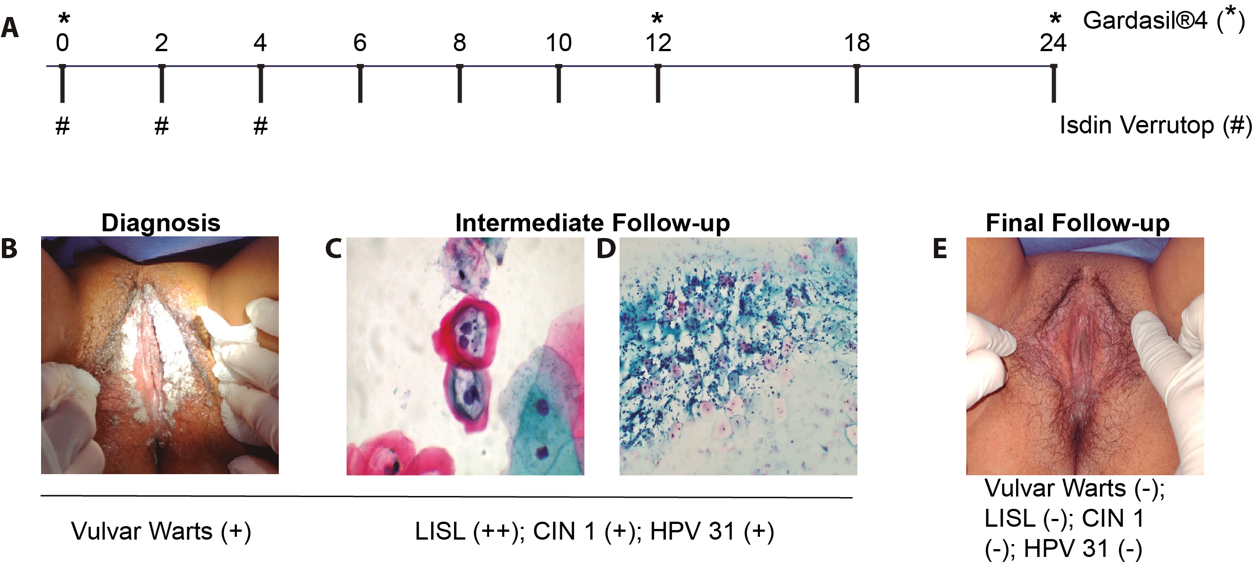 A
* * * Gardasil®4 (*)
0 2 4 6 8 10 12 18 24
# # # Isdin Verrutop (#)
Diagnosis Intermediate Follow-up Final Follow-up
B C D E
Vulvar Warts (+)
LISL (++); CIN 1 (+); HPV 31 (+)
Vulvar Warts (-);
LISL (-); CIN 1
(-); HPV 31 (-)